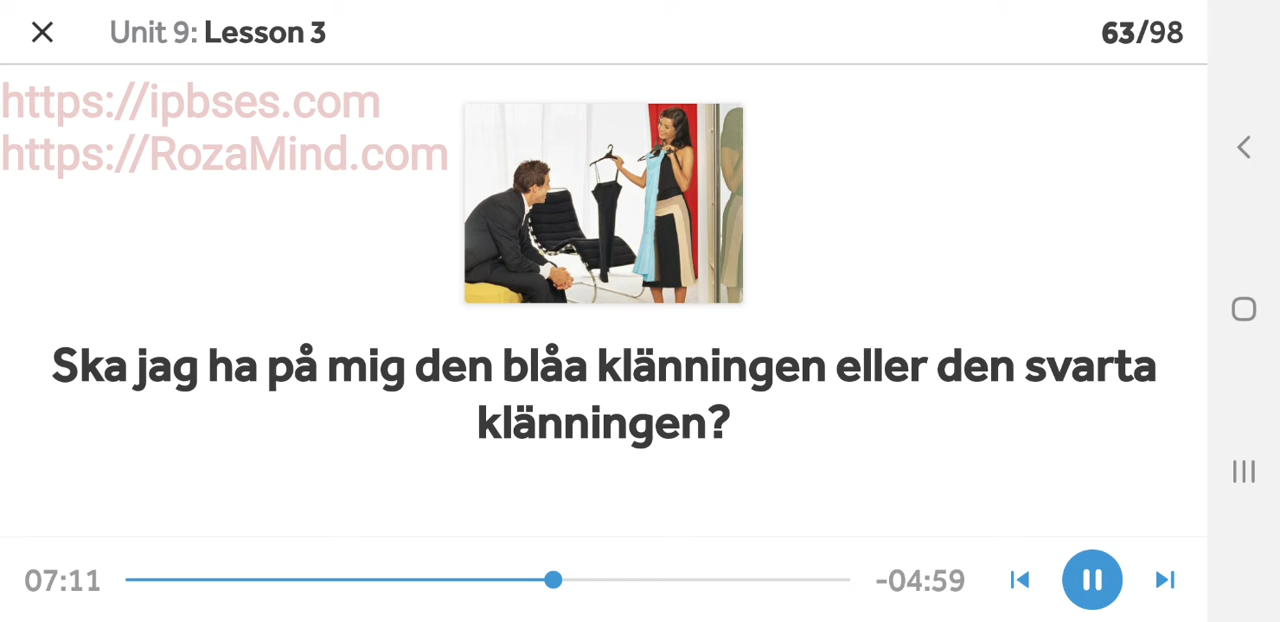 Unit 9: Lesson 3
63/98
https://ipbses.com
https://RozaMind.com
Ska jag ha på mig den blåa klänningen eller den svarta
klänningen?
07:11
-04:59